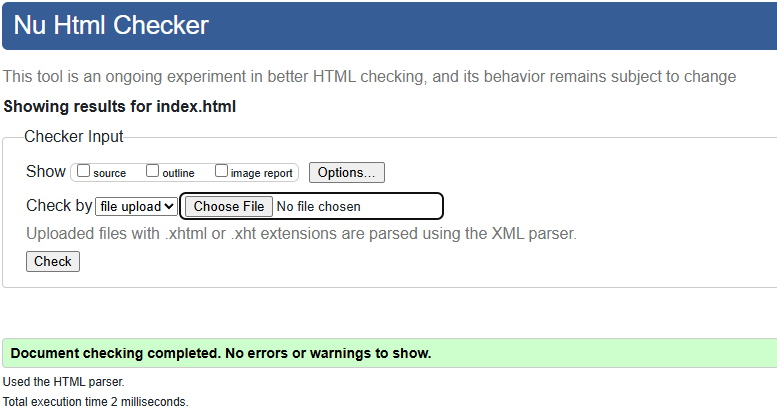 Nu Html Checker
This tool is an ongoing experiment in better HTML checking, and its behavior remains subject to change
Showing results for index.html
Checker Input
Show source outline image report Options...
Check by file upload Choose File No file chosen
Uploaded files with .xhtml or .xht extensions are parsed using the XML parser.
Check
Document checking completed. No errors or warnings to show.
Used the HTML parser.
Total execution time 2 milliseconds.